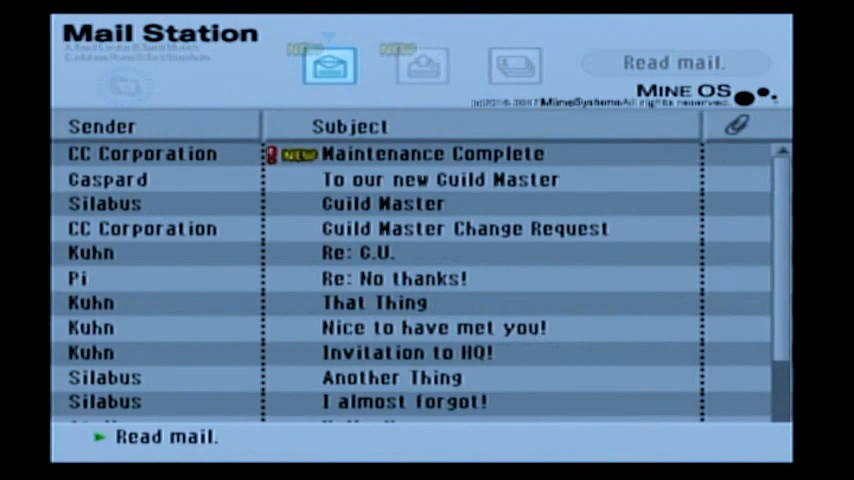 Mail Station
NEW
NEW
Read mail.
MINE OS
Sender Subject
CC Corporation NEW Maintenance Complete
Gaspard To our new Guild Master
Silabus Guild Master
CC Corporation Guild Master Change Request
Kuhn Re: G.U.
Pi Re: No thanks!
Kuhn That Thing
Kuhn Nice to have met you!
Kuhn Invitation to HQ!
Silabus Another Thing
Silabus I almost forgot!
Read mail.